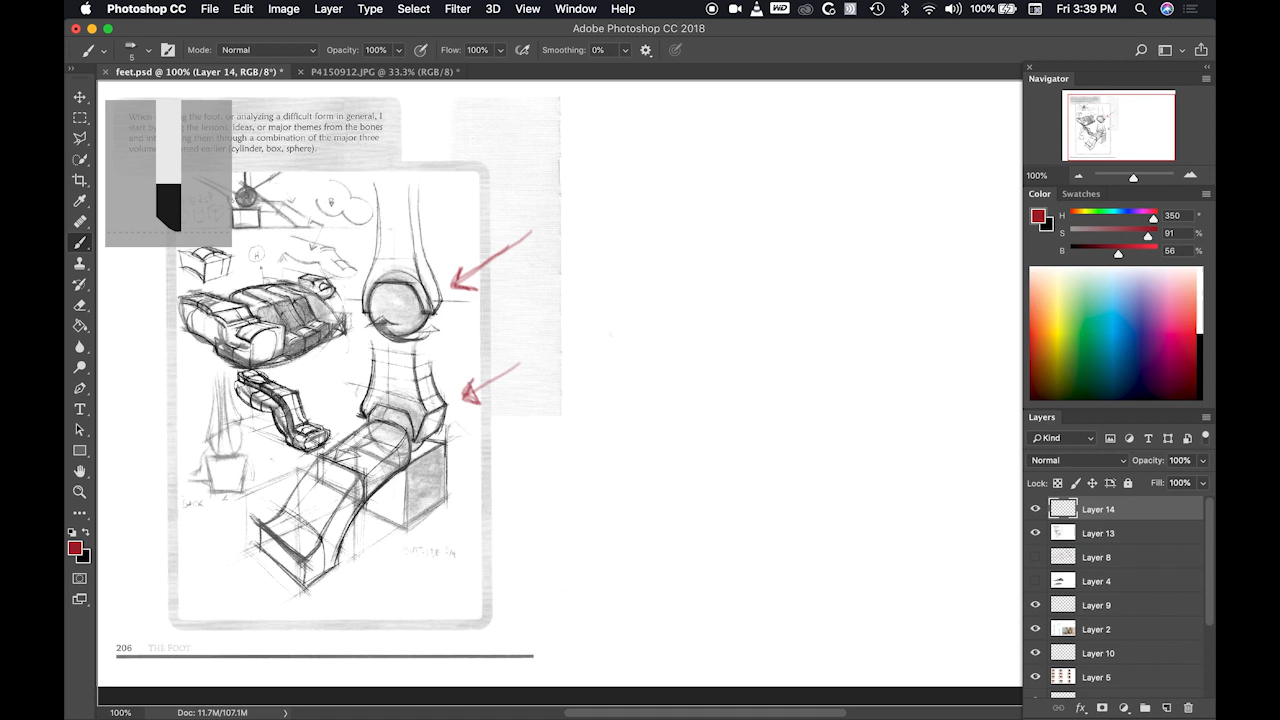 Photoshop CC File Edit Image Layer Type Select Filter 3D View Window Help 100% Fri 3:39 PM
Adobe Photoshop CC 2018
5 Mode: Normal Opacity: 100% Flow: 100% Smoothing: 0%
feet.psd @ 100% (Layer 14, RGB/8*) * P4150912.JPG @ 33.3% (RGB/8) *
Navigator
100%
Color Swatches
H 350 °
S 91 %
B 56 %
Layers
Kind
Normal Opacity: 100%
Lock: Fill: 100%
Layer 14
Layer 13
Layer 8
Layer 4
Layer 9
Layer 2
Layer 10
Layer 5
the foot, or analyzing a difficult form in general, I
the lessons, ideas, or major themes from the bones
them through a combination of the major three
earlier (cylinder, box, sphere).
206 THE FOOT
100% Doc: 11.7M/107.1M